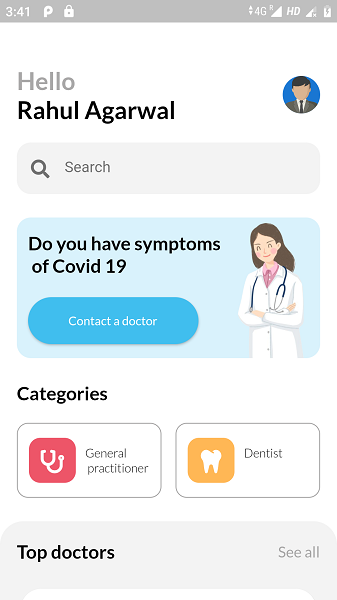 3:41 4G R HD
Hello
Rahul Agarwal
Search
Do you have symptoms
of Covid 19
Contact a doctor
Categories
General
practitioner
Dentist
Top doctors
See all